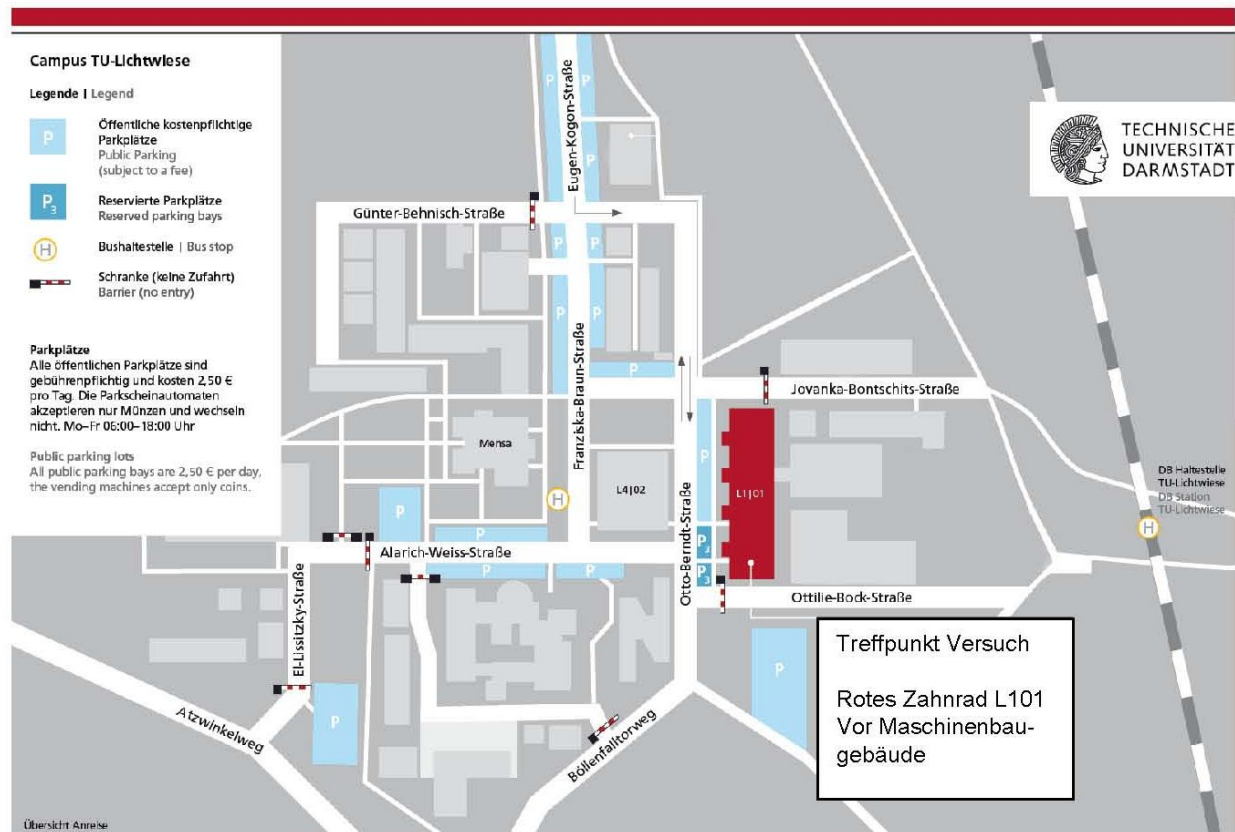 Campus TU-Lichtwiese
Legende | Legend
P
Öffentliche kostenpflichtige
Parkplätze
Public Parking
(subject to a fee)
P3
Reservierte Parkplätze
Reserved parking bays
H
Bushaltestelle | Bus stop
Schranke (keine Zufahrt)
Barrier (no entry)
Parkplätze
Alle öffentlichen Parkplätze sind
gebührenpflichtig und kosten 2,50 €
pro Tag. Die Parkscheinautomaten
akzeptieren nur Münzen und wechseln
nicht. Mo–Fr 06:00–18:00 Uhr
Public parking lots
All public parking bays are 2,50 € per day,
the vending machines accept only coins.
TECHNISCHE
UNIVERSITÄT
DARMSTADT
P
P
Eugen-Kogon-Straße
P
P
Günter-Behnisch-Straße
P
P
P
P
Franziska-Braun-Straße
P
Jovanka-Bontschits-Straße
Mensa
P
L4|02
L1|01
Otto-Berndt-Straße
H
P
P
P3
P3
Alarich-Weiss-Straße
P
P
DB Haltestelle
TU-Lichtwiese
DB Station
TU-Lichtwiese
H
Ottilie-Bock-Straße
El-Lissitzky-Straße
P
P
Atzwinkelweg
Böllenfalltorweg
Treffpunkt Versuch
Rotes Zahnrad L101
Vor Maschinenbau-
gebäude
Übersicht Anreise